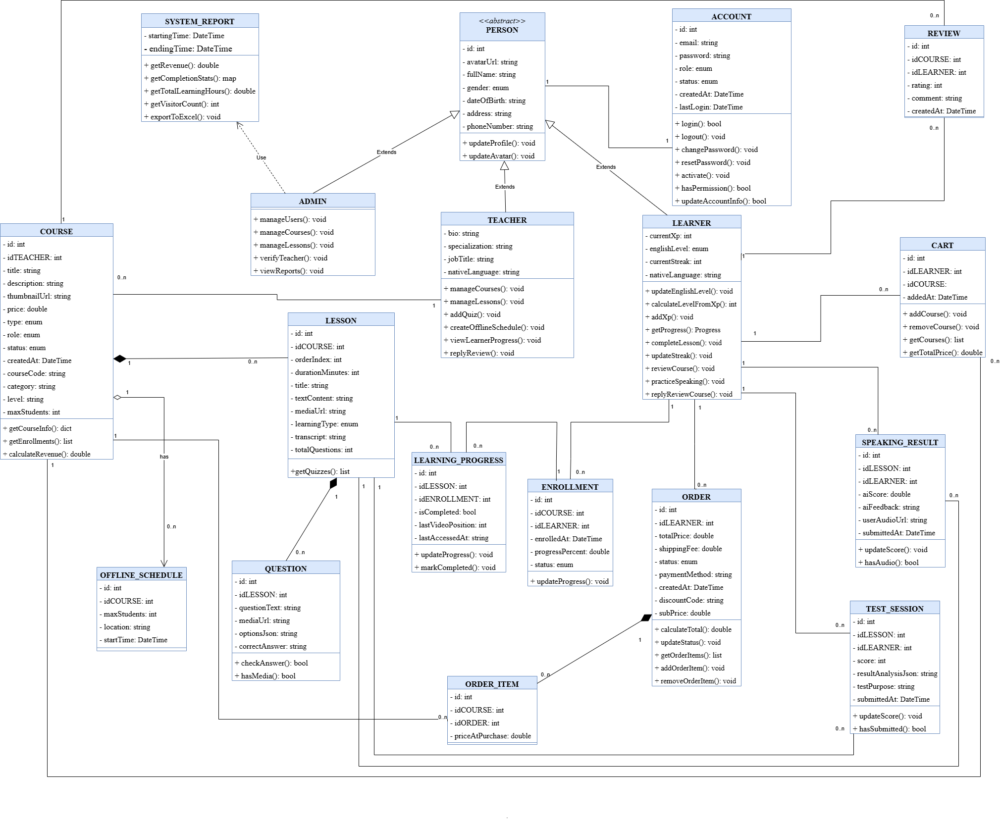 SYSTEM_REPORT
- startingTime: DateTime
- endingTime: DateTime
+ getRevenue(): double
+ getCompletionStats(): map
+ getTotalLearningHours(): double
+ getVisitorCount(): int
+ exportToExcel(): void
<<abstract>>
PERSON
- id: int
- avatarUrl: string
- fullName: string
- gender: enum
- dateOfBirth: string
- address: string
- phoneNumber: string
+ updateProfile(): void
+ updateAvatar(): void
ACCOUNT
- id: int
- email: string
- password: string
- role: enum
- status: enum
- createdAt: DateTime
- lastLogin: DateTime
+ login(): bool
+ logout(): void
+ changePassword(): void
+ resetPassword(): void
+ activate(): void
+ hasPermission(): bool
+ updateAccountInfo(): bool
0..n
REVIEW
- id: int
- idCOURSE: int
- idLEARNER: int
- rating: int
- comment: string
- createdAt: DateTime
0..n
1
1
Use
Extends
Extends
Extends
ADMIN
+ manageUsers(): void
+ manageCourses(): void
+ manageLessons(): void
+ verifyTeacher(): void
+ viewReports(): void
TEACHER
- bio: string
- specialization: string
- jobTitle: string
- nativeLanguage: string
+ manageCourses(): void
+ manageLessons(): void
+ addQuiz(): void
+ createOfflineSchedule(): void
+ viewLearnerProgress(): void
+ replyReview(): void
LEARNER
- currentXp: int
- englishLevel: enum
- currentStreak: int
- nativeLanguage: string
+ updateEnglishLevel(): void
+ calculateLevelFromXp(): int
+ addXp(): void
+ getProgress(): Progress
+ completeLesson(): void
+ updateStreak(): void
+ reviewCourse(): void
+ practiceSpeaking(): void
+ replyReviewCourse(): void
1
CART
- id: int
- idLEARNER: int
- idCOURSE:
- addedAt: DateTime
+ addCourse(): void
+ removeCourse(): void
+ getCourses(): list
+ getTotalPrice(): double
0..n
1
0..n
1
1
1
COURSE
- id: int
- idTEACHER: int
- title: string
- description: string
- thumbnailUrl: string
- price: double
- type: enum
- role: enum
- status: enum
- createdAt: DateTime
- courseCode: string
- category: string
- level: string
- maxStudents: int
+ getCourseInfo(): dict
+ getEnrollments(): list
+ calculateRevenue(): double
0..n
1
1
0..n
1
1
1
has
0..n
LESSON
- id: int
- idCOURSE: int
- orderIndex: int
- durationMinutes: int
- title: string
- textContent: string
- mediaUrl: string
- learningType: enum
- transcript: string
- totalQuestions: int
+getQuizzes(): list
1
1
1
1
0..n
0..n
0..n
LEARNING_PROGRESS
- id: int
- idLESSON: int
- idENROLLMENT: int
- isCompleted: bool
- lastVideoPosition: int
- lastAccessedAt: string
+ updateProgress(): void
+ markCompleted(): void
1
0..n
1
1
ENROLLMENT
- id: int
- idCOURSE: int
- idLEARNER: int
- enrolledAt: DateTime
- progressPercent: double
- status: enum
+ updateProgress(): void
0..n
ORDER
- id: int
- idLEARNER: int
- totalPrice: double
- shippingFee: double
- status: enum
- paymentMethod: string
- createdAt: DateTime
- discountCode: string
- subPrice: double
+ calculateTotal(): double
+ updateStatus(): void
+ getOrderItems(): list
+ addOrderItem(): void
+ removeOrderItem(): void
1
0..n
0..n
SPEAKING_RESULT
- id: int
- idLESSON: int
- idLEARNER: int
- aiScore: double
- aiFeedback: string
- userAudioUrl: string
- submittedAt: DateTime
+ updateScore(): void
+ hasAudio(): bool
0..n
OFFLINE_SCHEDULE
- id: int
- idCOURSE: int
- maxStudents: int
- location: string
- startTime: DateTime
QUESTION
- id: int
- idLESSON: int
- questionText: string
- mediaUrl: string
- optionsJson: string
- correctAnswer: string
+ checkAnswer(): bool
+ hasMedia(): bool
0..n
ORDER_ITEM
- id: int
- idCOURSE: int
- idORDER: int
- priceAtPurchase: double
0..n
TEST_SESSION
- id: int
- idLESSON: int
- idLEARNER: int
- score: int
- resultAnalysisJson: string
- testPurpose: string
- submittedAt: DateTime
+ updateScore(): void
+ hasSubmitted(): bool
0..n